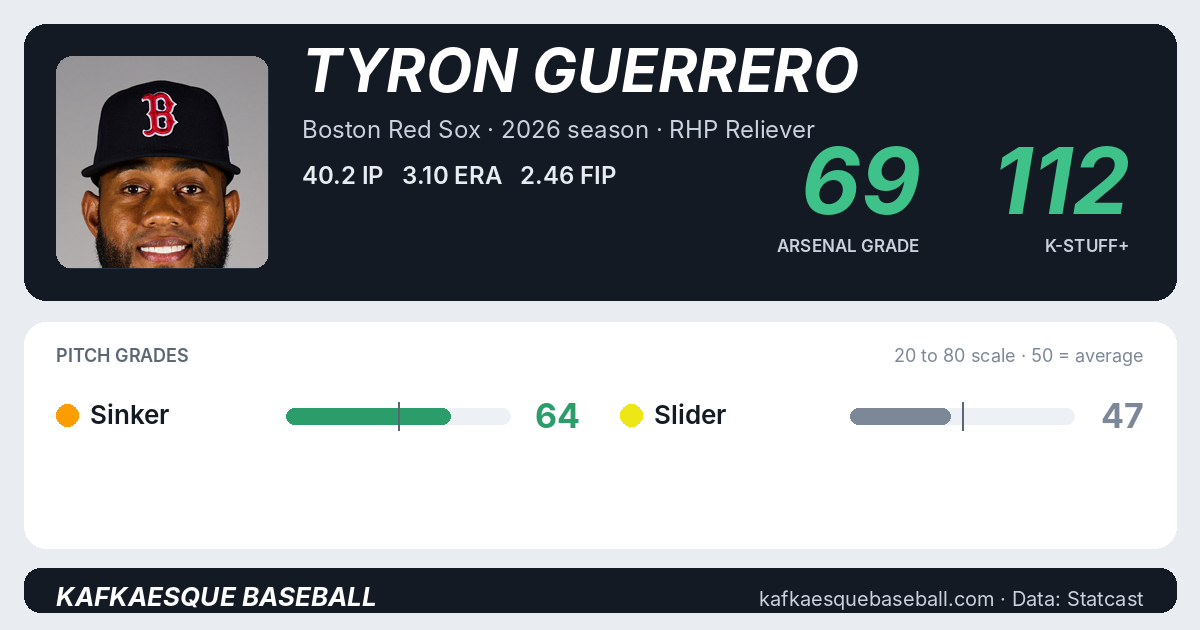 TYRON GUERRERO
Boston Red Sox · 2026 season · RHP Reliever
40.2 IP 3.10 ERA 2.46 FIP
69 112
ARSENAL GRADE K-STUFF+
B
PITCH GRADES 20 to 80 scale · 50 = average
Sinker 64 Slider 47
KAFKAESQUE BASEBALL kafkaesquebaseball.com · Data: Statcast